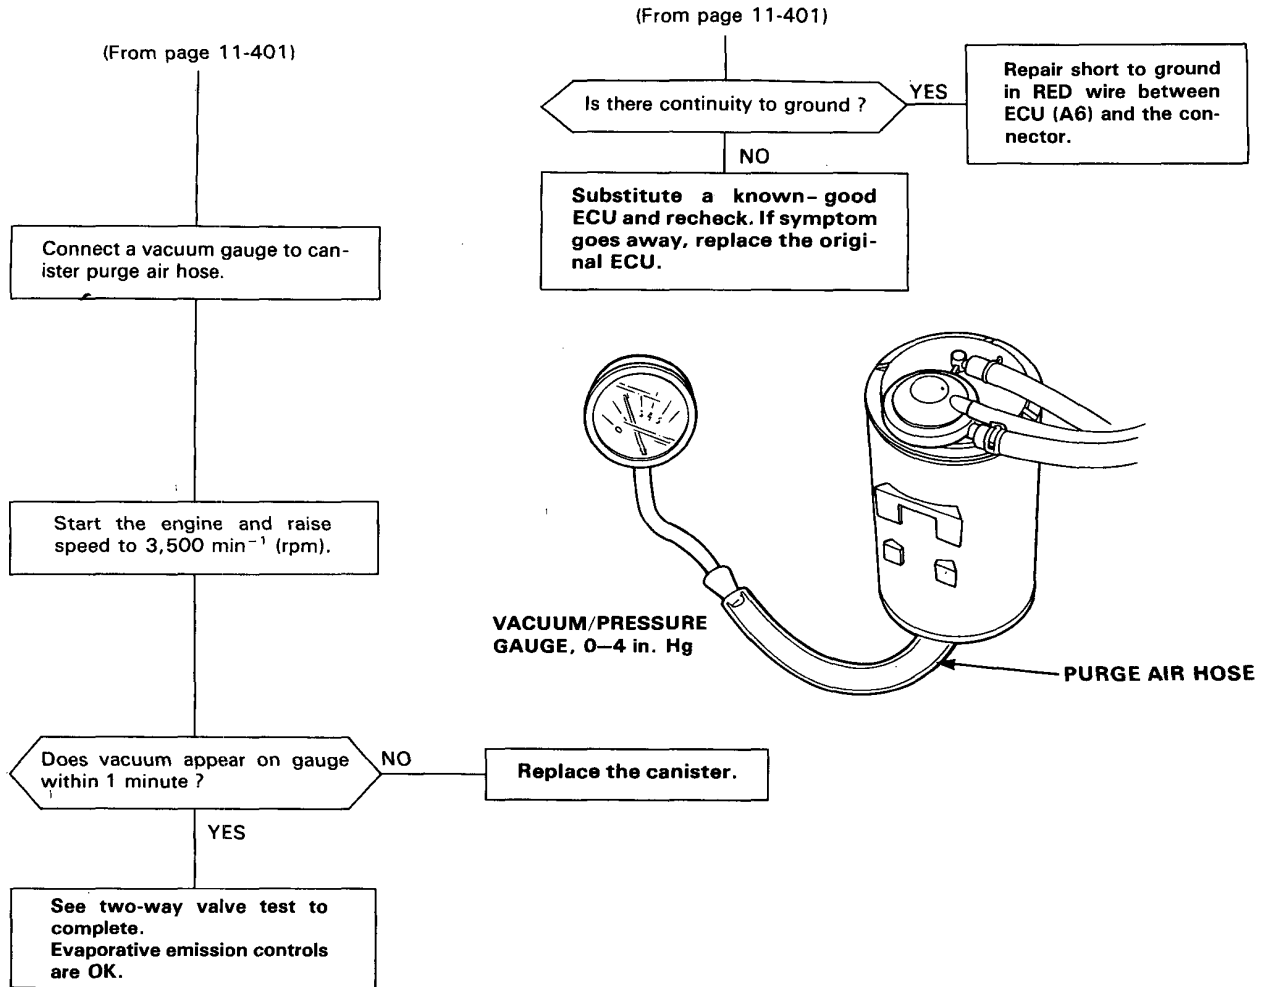 (From page 11-401)
Connect a vacuum gauge to can-
ister purge air hose.
Start the engine and raise
speed to 3,500 min⁻¹ (rpm).
Does vacuum appear on gauge
within 1 minute ?
NO
Replace the canister.
YES
See two-way valve test to
complete.
Evaporative emission controls
are OK.
(From page 11-401)
Is there continuity to ground ?
YES
Repair short to ground
in RED wire between
ECU (A6) and the con-
nector.
NO
Substitute a known-good
ECU and recheck. If symptom
goes away, replace the origi-
nal ECU.
VACUUM/PRESSURE
GAUGE, 0—4 in. Hg
PURGE AIR HOSE